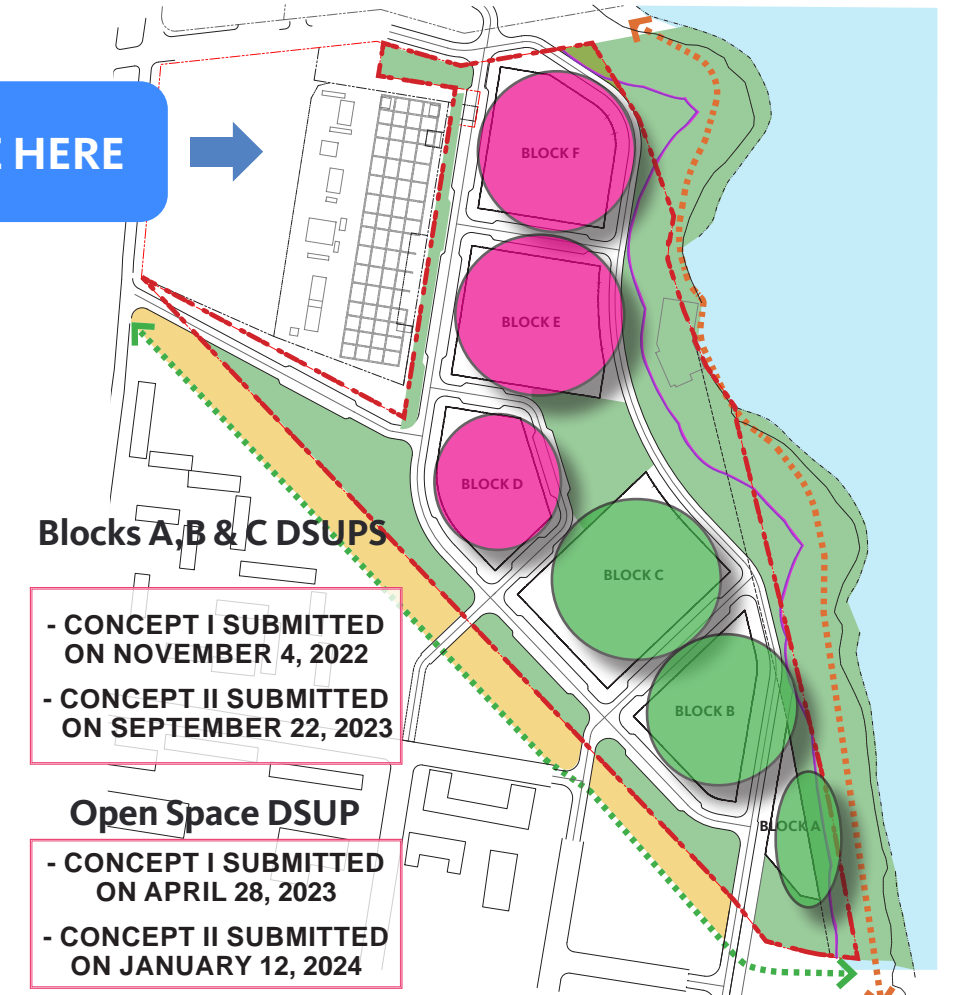 HERE
BLOCK F
BLOCK E
BLOCK D
BLOCK C
BLOCK B
BLOCK A
Blocks A,B & C DSUPS
- CONCEPT I SUBMITTED
ON NOVEMBER 4, 2022
- CONCEPT II SUBMITTED
ON SEPTEMBER 22, 2023
Open Space DSUP
- CONCEPT I SUBMITTED
ON APRIL 28, 2023
- CONCEPT II SUBMITTED
ON JANUARY 12, 2024